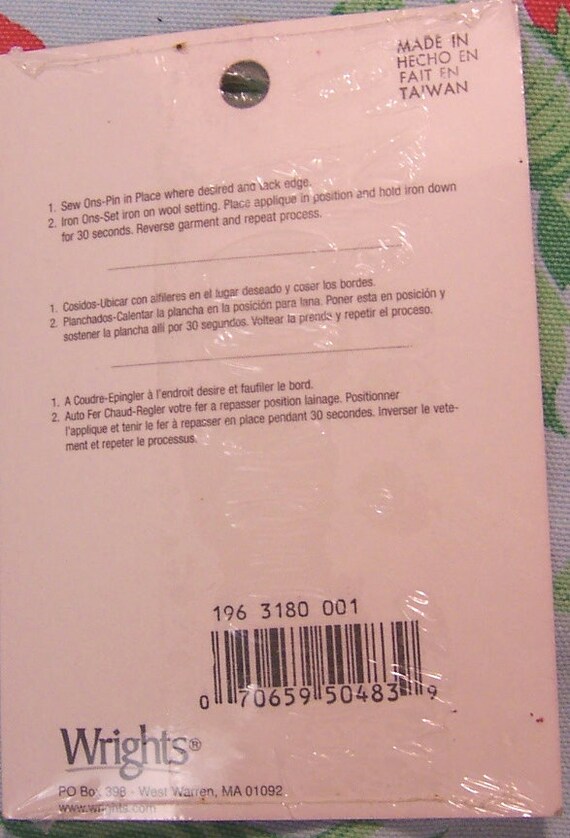 MADE IN
HECHO EN
FAIT EN
TAIWAN
1. Sew Ons-Pin in Place where desired and tack edge.
2. Iron Ons-Set iron on wool setting. Place applique in position and hold iron down
for 30 seconds. Reverse garment and repeat process.
1. Cosidos-Ubicar con alfileres en el lugar deseado y coser los bordes.
2. Planchados-Calentar la plancha en la posición para lana. Poner esta en posición y
sostener la plancha alli por 30 segundos. Voltear la prenda y repetir el proceso.
1. A Coudre-Epingler à l'endroit desire et faufiler le bord.
2. Auto Fer Chaud-Regler votre fer a repasser position lainage. Positionner
l'applique et tenir le fer à repasser en place pendant 30 secondes. Inverser le vete-
ment et repeter le processus.
196 3180 001
0 70659 50483 9
Wrights®
PO Box 398 - West Warren, MA 01092
www.wrights.com